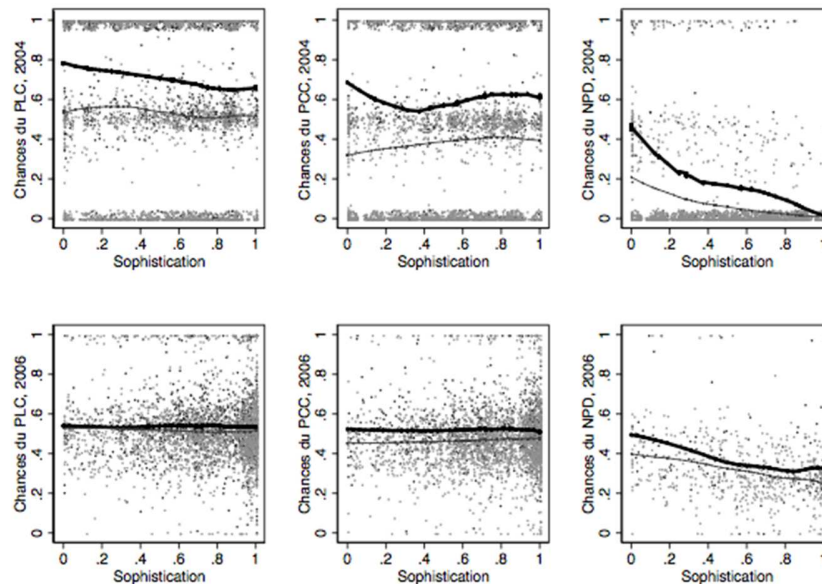 Chances du PLC, 2004
1
.8
.6
.4
.2
0
0 .2 .4 .6 .8 1
Sophistication
Chances du PCC, 2004
1
.8
.6
.4
.2
0
0 .2 .4 .6 .8 1
Sophistication
Chances du NPD, 2004
1
.8
.6
.4
.2
0
0 .2 .4 .6 .8 1
Sophistication
Chances du PLC, 2006
1
.8
.6
.4
.2
0
0 .2 .4 .6 .8 1
Sophistication
Chances du PCC, 2006
1
.8
.6
.4
.2
0
0 .2 .4 .6 .8 1
Sophistication
Chances du NPD, 2006
1
.8
.6
.4
.2
0
0 .2 .4 .6 .8 1
Sophistication